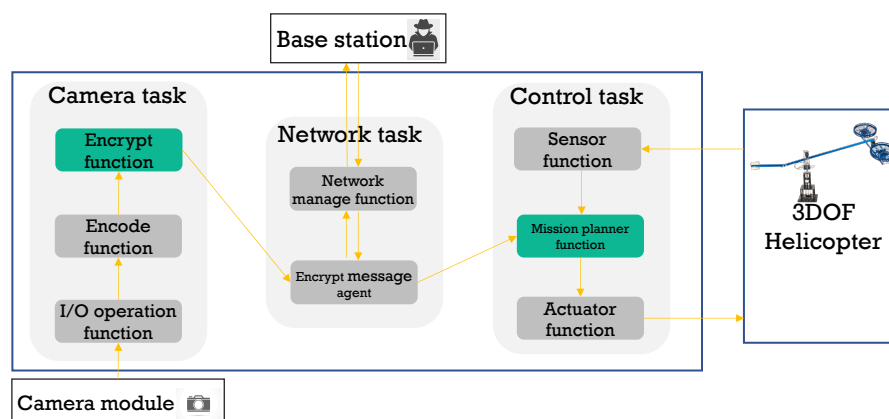 Base station
Camera task
Encrypt
function
Encode
function
I/O operation
function
Camera module
Network task
Network
manage function
Encrypt message
agent
Control task
Sensor
function
Mission planner
function
Actuator
function
3DOF
Helicopter